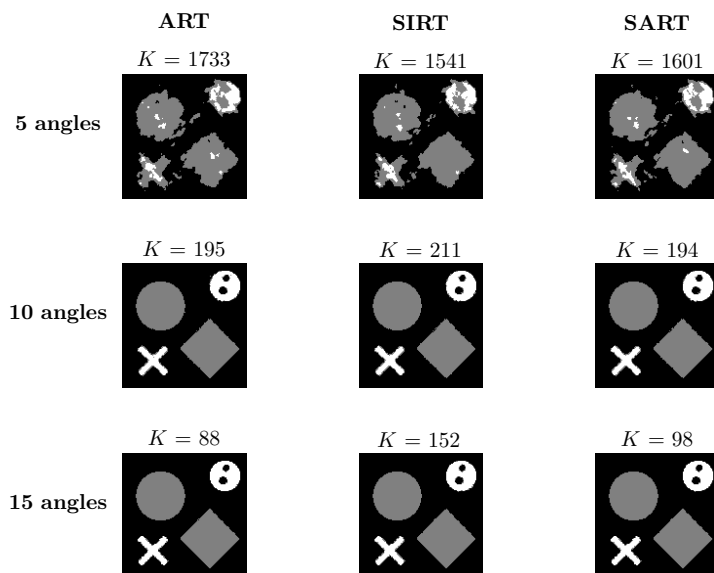 ART SIRT SART
K = 1733 K = 1541 K = 1601
5 angles
K = 195 K = 211 K = 194
10 angles
K = 88 K = 152 K = 98
15 angles